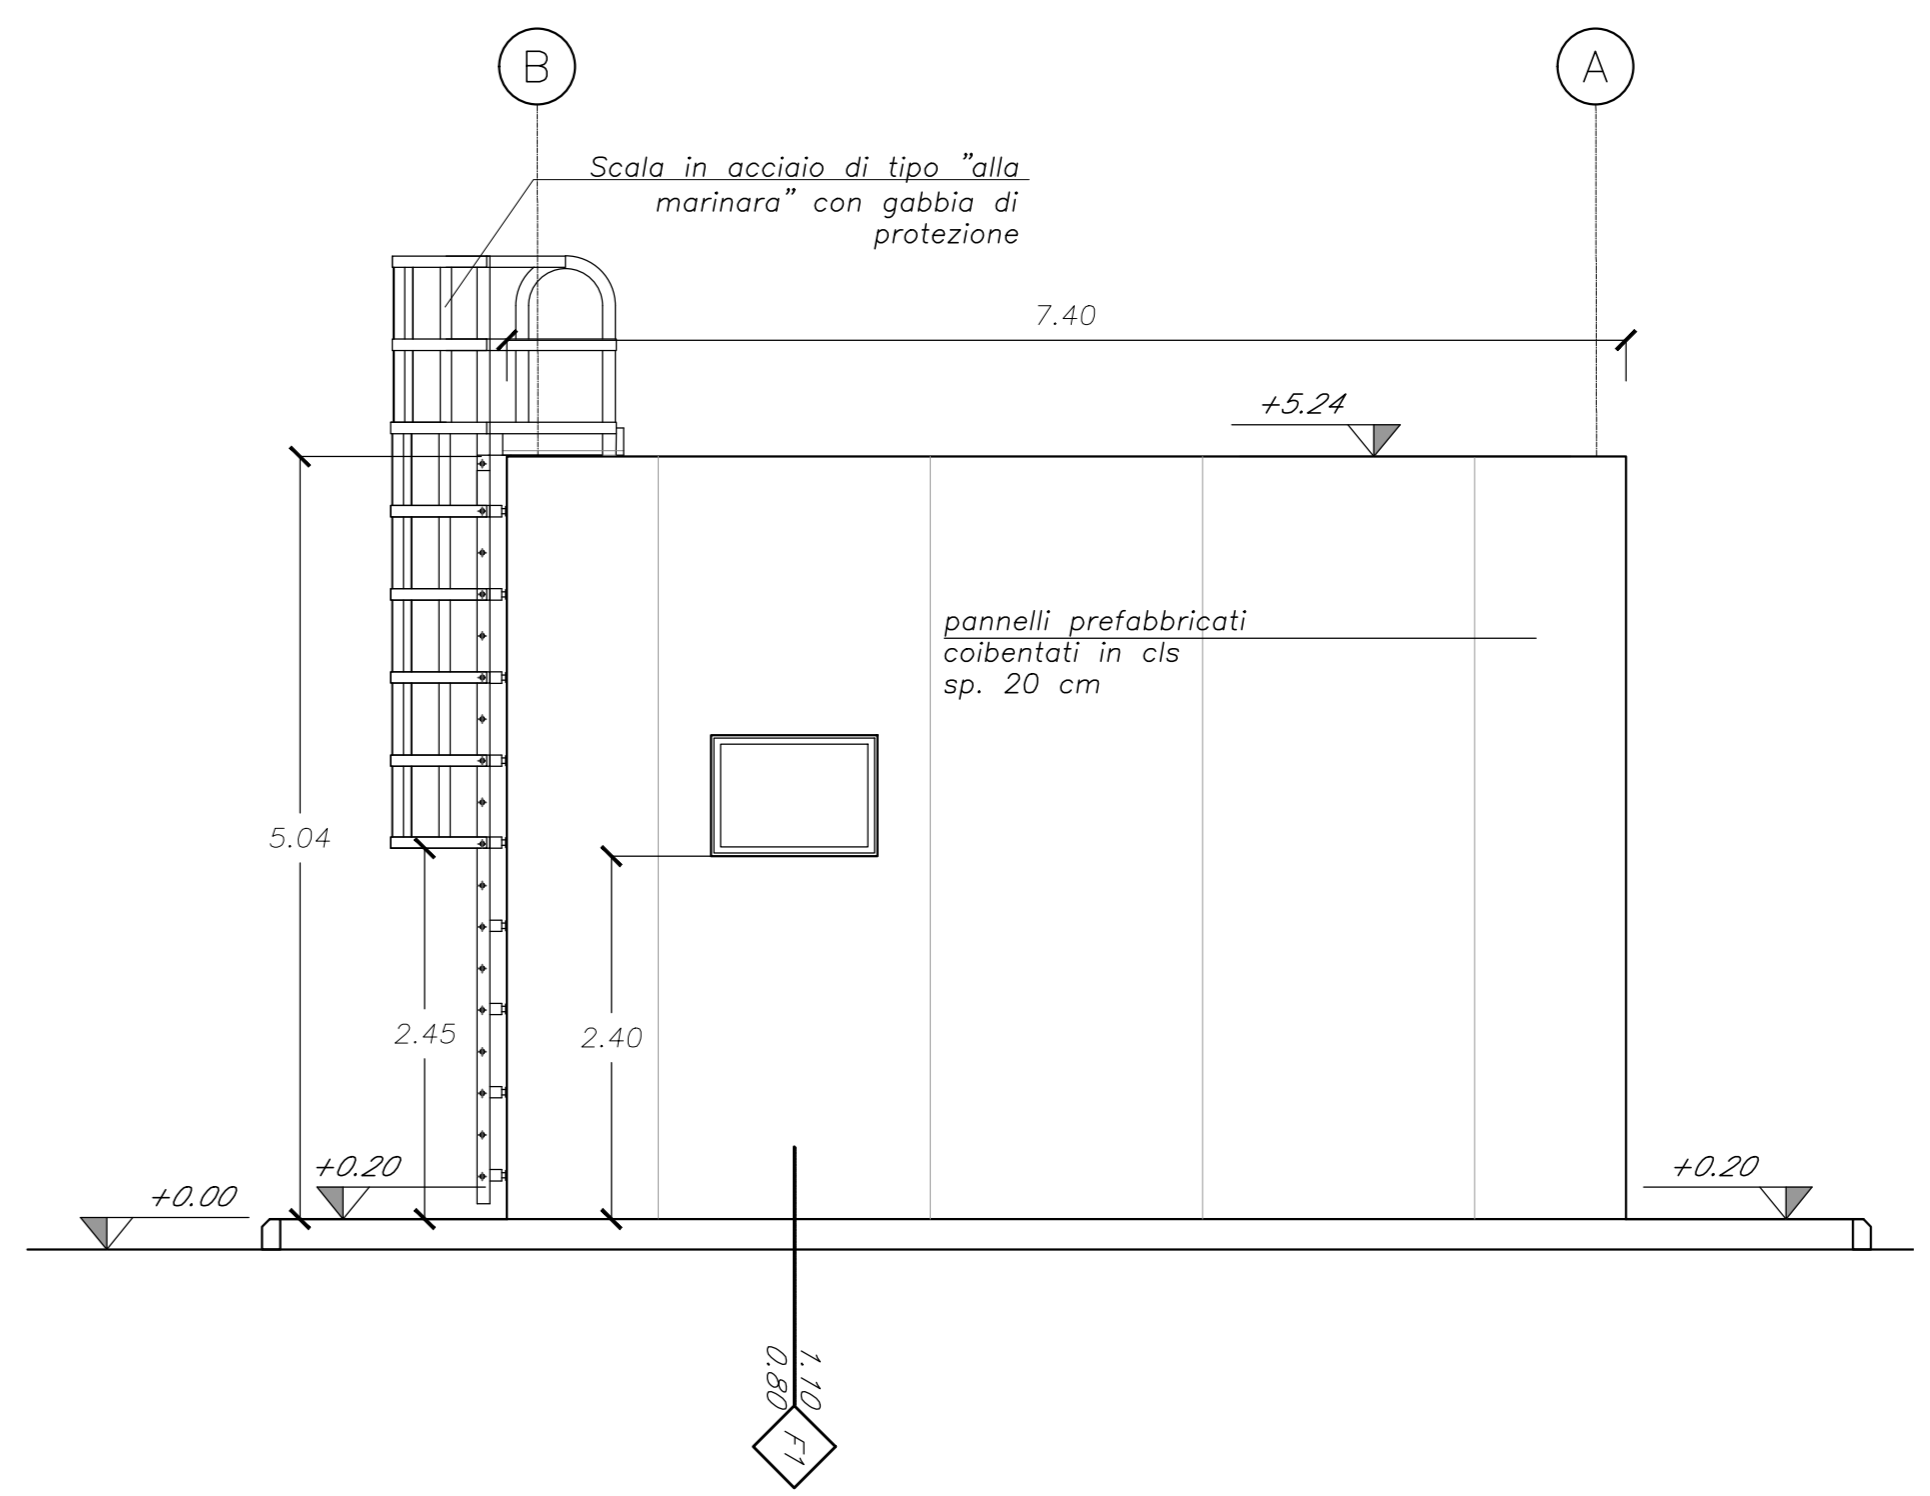 B
A
Scala in acciaio di tipo "alla
marinara" con gabbia di
protezione
7.40
+5.24
pannelli prefabbricati
coibentati in cls
sp. 20 cm
5.04
2.45
2.40
+0.20
+0.20
+0.00
1.10
0.80
F1